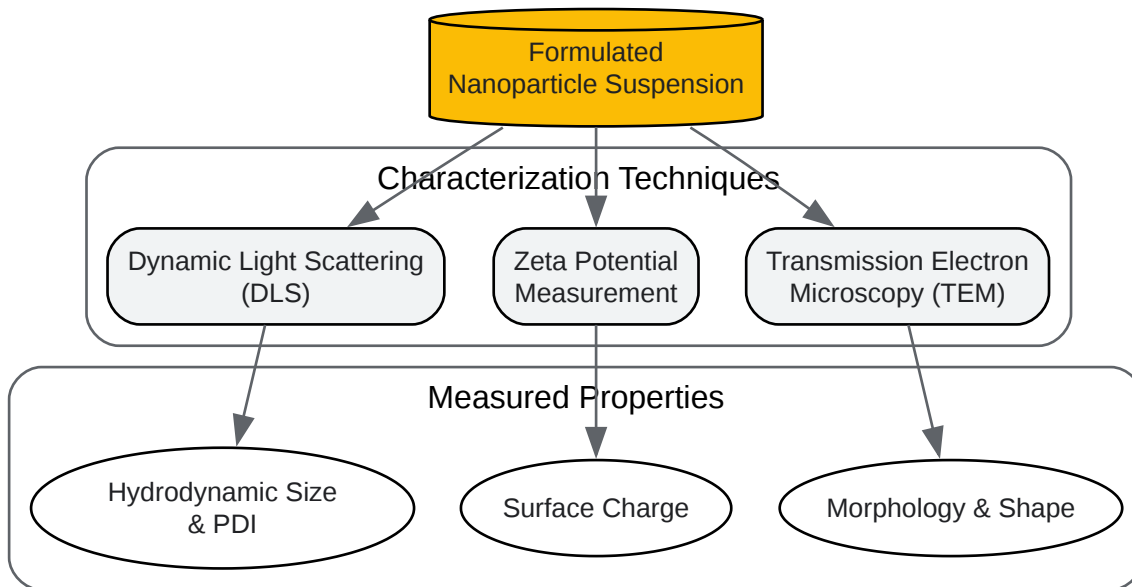 Formulated
Nanoparticle Suspension
Characterization Techniques
Dynamic Light Scattering
(DLS)
Zeta Potential
Measurement
Transmission Electron
Microscopy (TEM)
Measured Properties
Hydrodynamic Size
& PDI
Surface Charge
Morphology & Shape